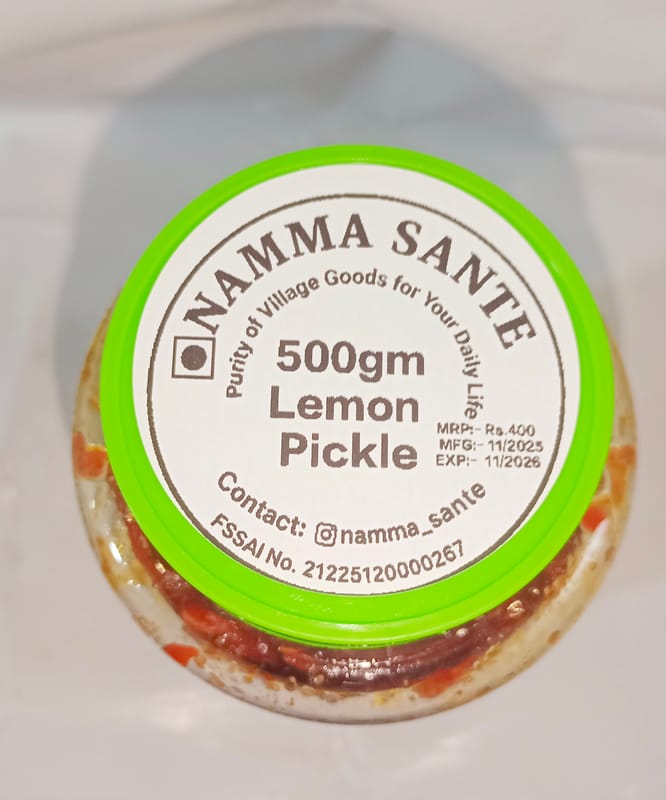 NAMMA SANTE
Purity of Village Goods for Your Daily Life
500gm
Lemon
Pickle
MRP:- Rs.400
MFG:- 11/2025
EXP:- 11/2026
Contact: namma_sante
FSSAI No. 21225120000267